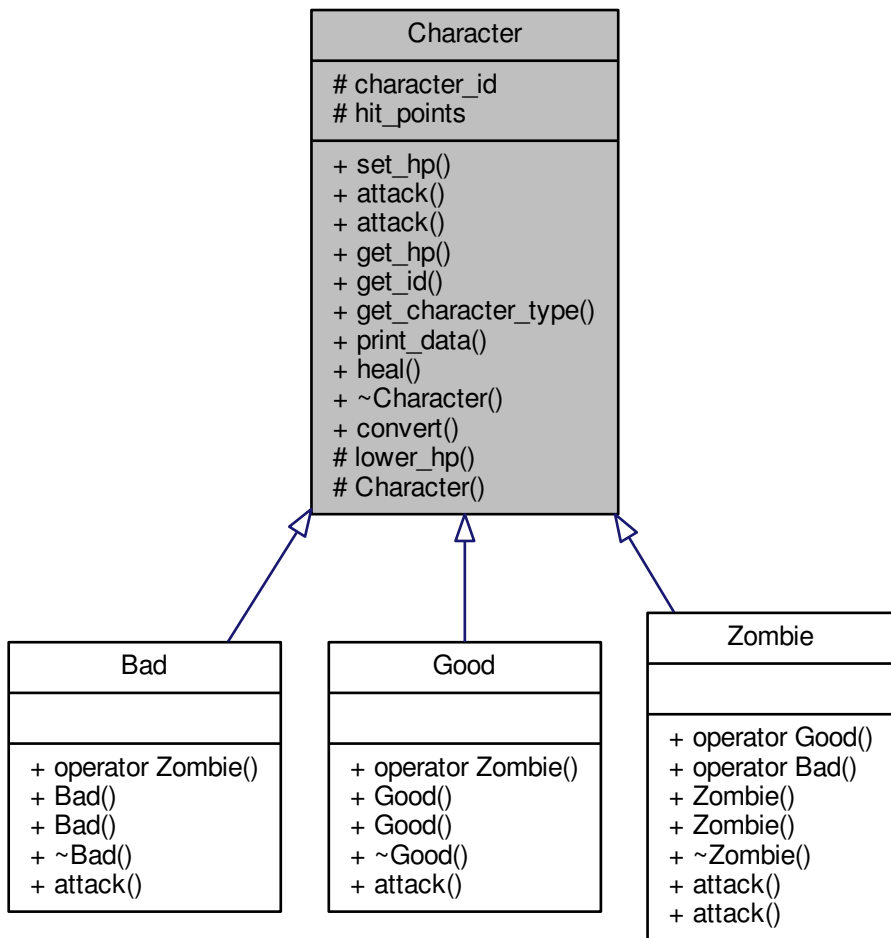 Character
# character_id
# hit_points
+ set_hp()
+ attack()
+ attack()
+ get_hp()
+ get_id()
+ get_character_type()
+ print_data()
+ heal()
+ ~Character()
+ convert()
# lower_hp()
# Character()
Bad
+ operator Zombie()
+ Bad()
+ Bad()
+ ~Bad()
+ attack()
Good
+ operator Zombie()
+ Good()
+ Good()
+ ~Good()
+ attack()
Zombie
+ operator Good()
+ operator Bad()
+ Zombie()
+ Zombie()
+ ~Zombie()
+ attack()
+ attack()